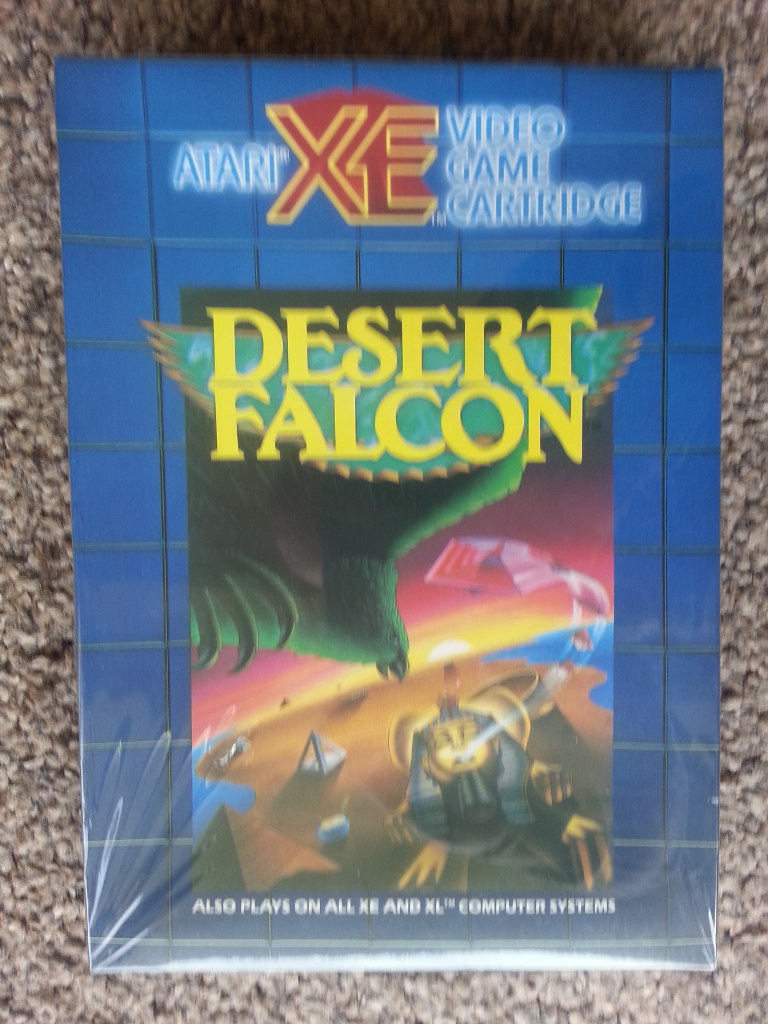 ATARI™ XE™ VIDEO
GAME
CARTRIDGE
DESERT
FALCON
ALSO PLAYS ON ALL XE AND XL™ COMPUTER SYSTEMS